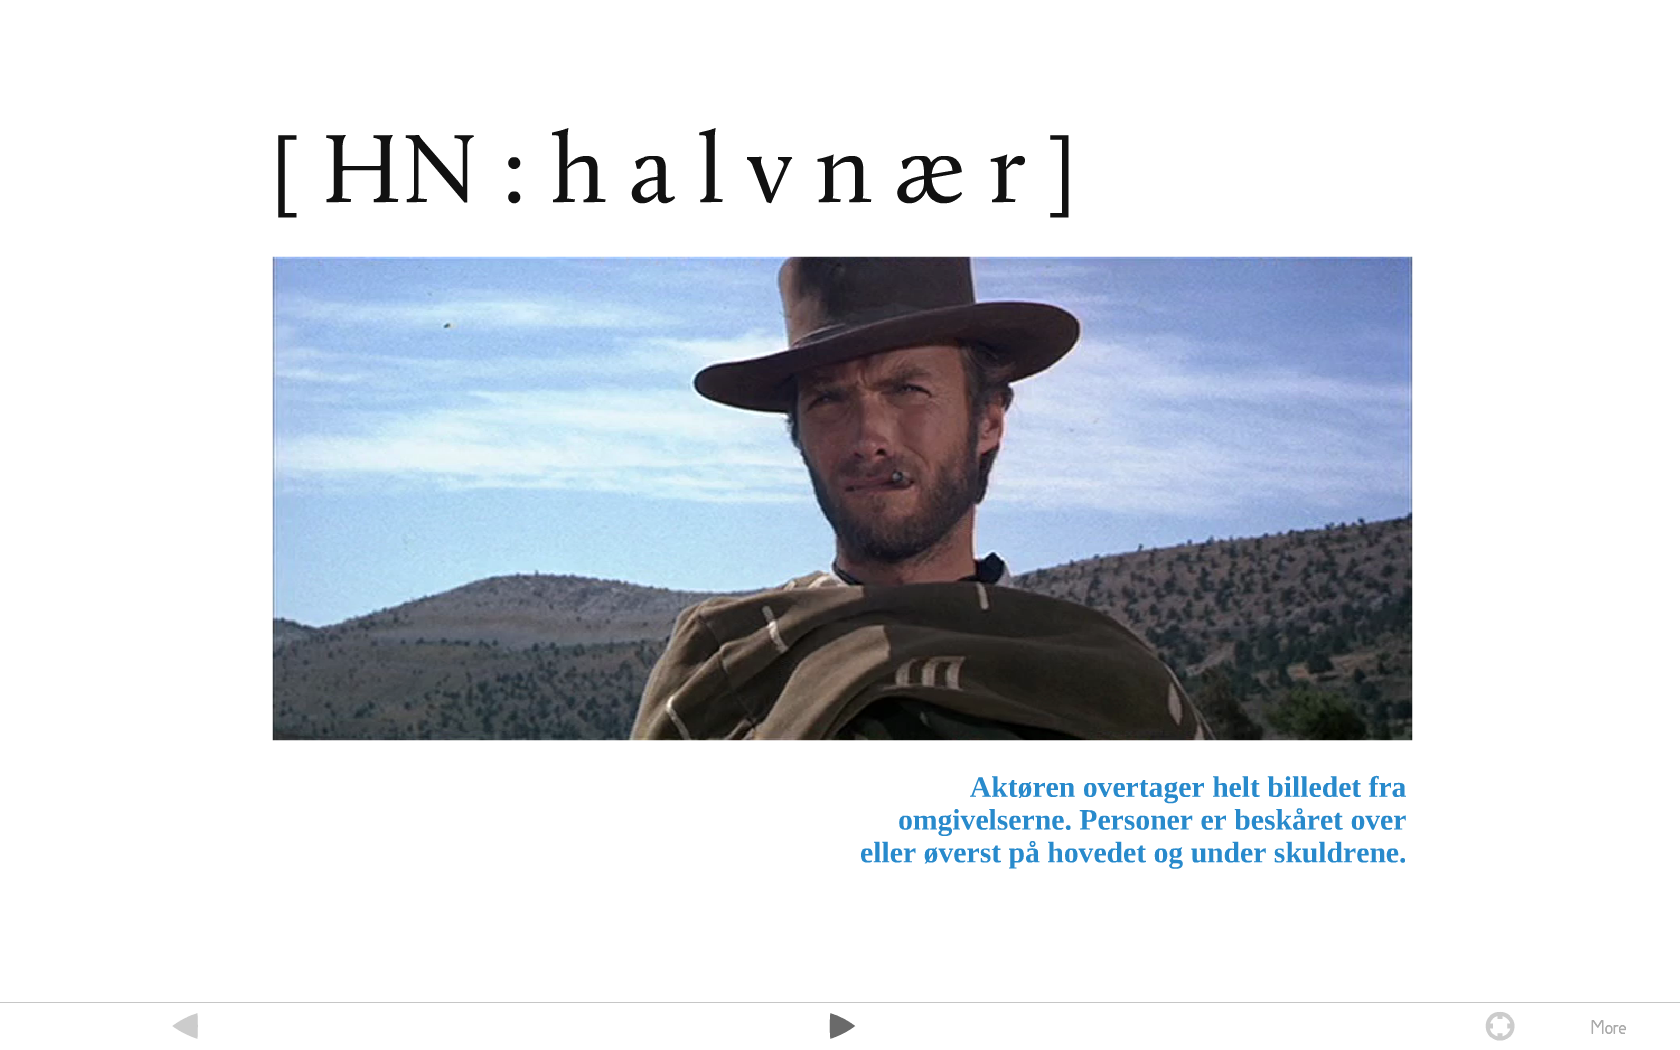 [ HN : h a l v n æ r ]
Aktøren overtager helt billedet fra
omgivelserne. Personer er beskåret over
eller øverst på hovedet og under skuldrene.
More